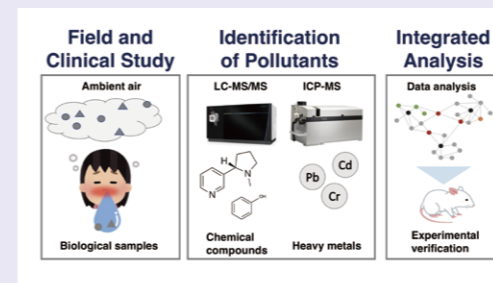 Field and
Clinical Study
Ambient air
Biological samples
Identification
of Pollutants
LC-MS/MS
ICP-MS
H
N
N
OH
Pb
Cd
Cr
Chemical
compounds
Heavy metals
Integrated
Analysis
Data analysis
Experimental
verification